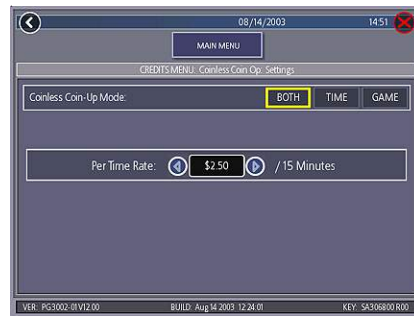 08/14/2003 14:51
MAIN MENU
CREDITS MENU: Coinless Coin Op. Settings
Coinless Coin-Up Mode: BOTH TIME GAME
Per Time Rate: $2.50 / 15 Minutes
VER: PG3002-01V12.00 BUILD: Aug 14 2003 12:24:01 KEY: SA306800 R00